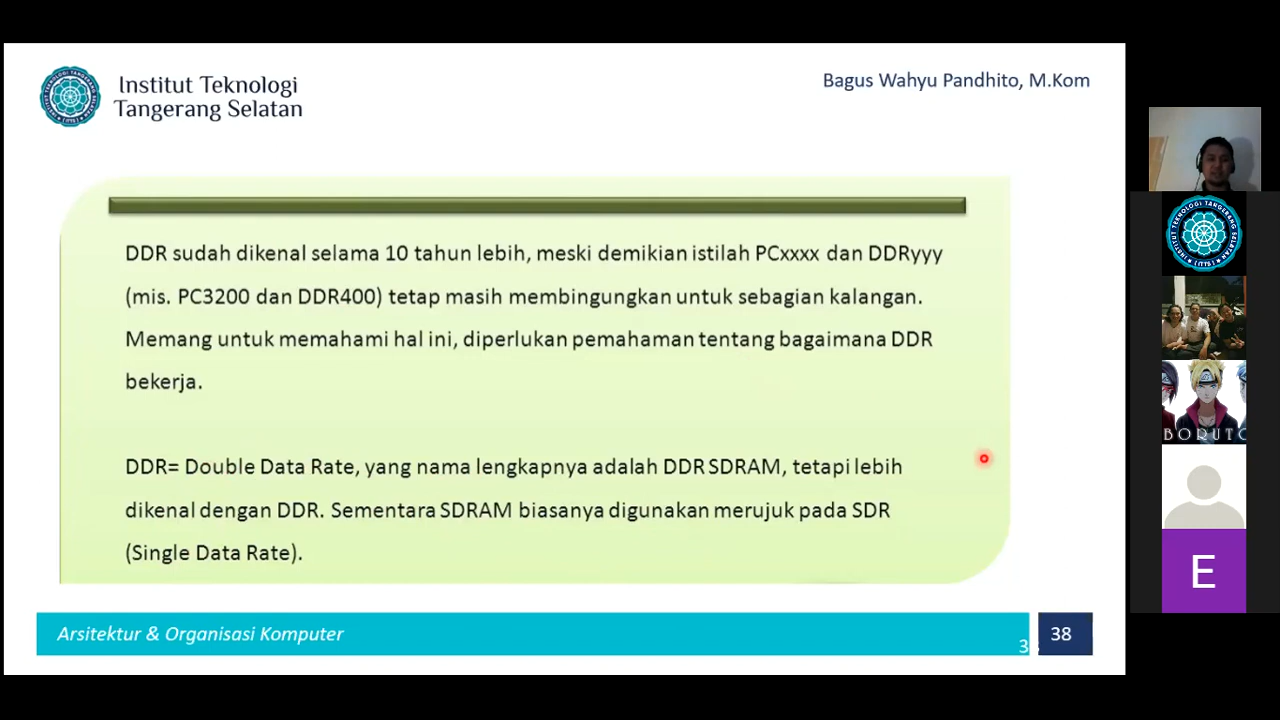 Institut Teknologi
Tangerang Selatan
Bagus Wahyu Pandhito, M.Kom
DDR sudah dikenal selama 10 tahun lebih, meski demikian istilah PCxxxx dan DDRyyy
(mis. PC3200 dan DDR400) tetap masih membingungkan untuk sebagian kalangan.
Memang untuk memahami hal ini, diperlukan pemahaman tentang bagaimana DDR
bekerja.
DDR= Double Data Rate, yang nama lengkapnya adalah DDR SDRAM, tetapi lebih
dikenal dengan DDR. Sementara SDRAM biasanya digunakan merujuk pada SDR
(Single Data Rate).
Arsitektur & Organisasi Komputer
38
BORUTO
E